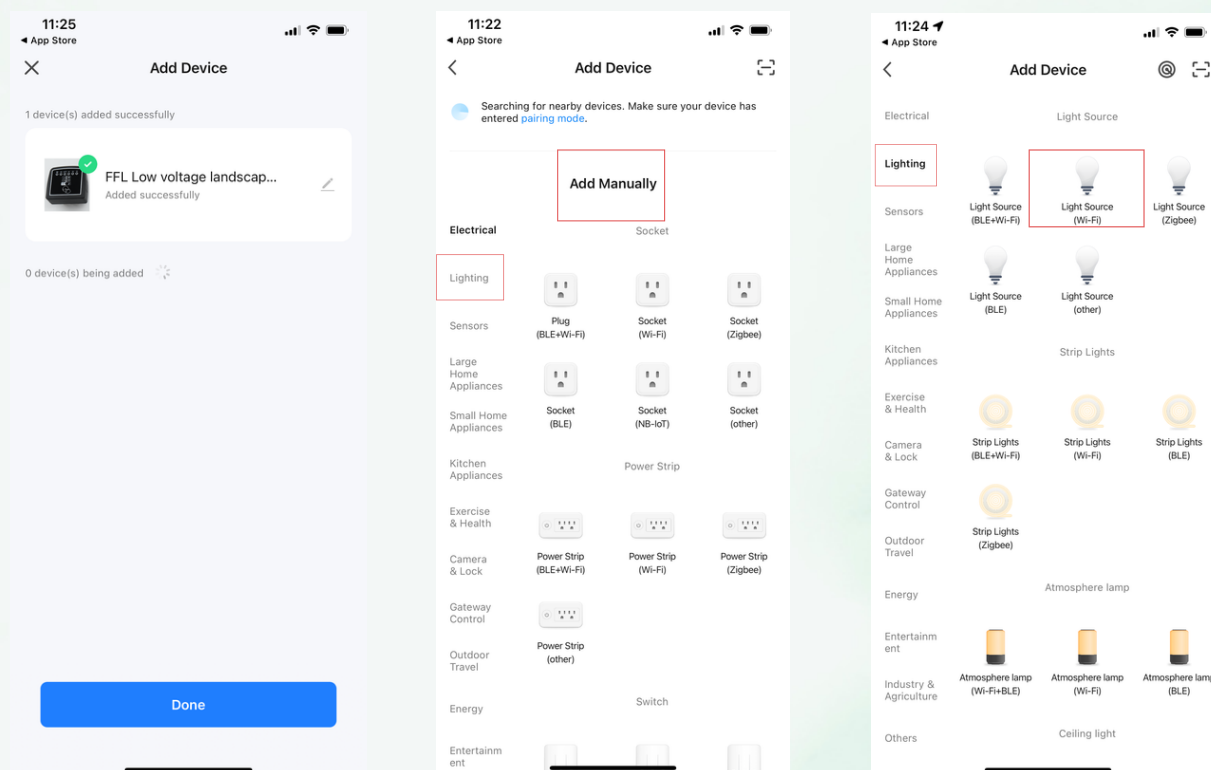 11:25
◄ App Store
Add Device
1 device(s) added successfully
FFL Low voltage landscap...
Added successfully
0 device(s) being added
Done
11:22
◄ App Store
Add Device
Searching for nearby devices. Make sure your device has
entered pairing mode.
Add Manually
Electrical
Lighting
Sensors
Large
Home
Appliances
Small Home
Appliances
Kitchen
Appliances
Exercise
& Health
Camera
& Lock
Gateway
Control
Outdoor
Travel
Energy
Entertainm
ent
Socket
Plug
(BLE+Wi-Fi)
Socket
(Wi-Fi)
Socket
(Zigbee)
Socket
(BLE)
Socket
(NB-IoT)
Socket
(other)
Power Strip
Power Strip
(BLE+Wi-Fi)
Power Strip
(Wi-Fi)
Power Strip
(Zigbee)
Power Strip
(other)
Switch
11:24
◄ App Store
Add Device
Electrical
Lighting
Sensors
Large
Home
Appliances
Small Home
Appliances
Kitchen
Appliances
Exercise
& Health
Camera
& Lock
Gateway
Control
Outdoor
Travel
Energy
Entertainm
ent
Industry &
Agriculture
Others
Light Source
Light Source
(BLE+Wi-Fi)
Light Source
(Wi-Fi)
Light Source
(Zigbee)
Light Source
(BLE)
Light Source
(other)
Strip Lights
Strip Lights
(BLE+Wi-Fi)
Strip Lights
(Wi-Fi)
Strip Lights
(BLE)
Strip Lights
(Zigbee)
Atmosphere lamp
Atmosphere lamp
(Wi-Fi+BLE)
Atmosphere lamp
(Wi-Fi)
Atmosphere lamp
(BLE)
Ceiling light